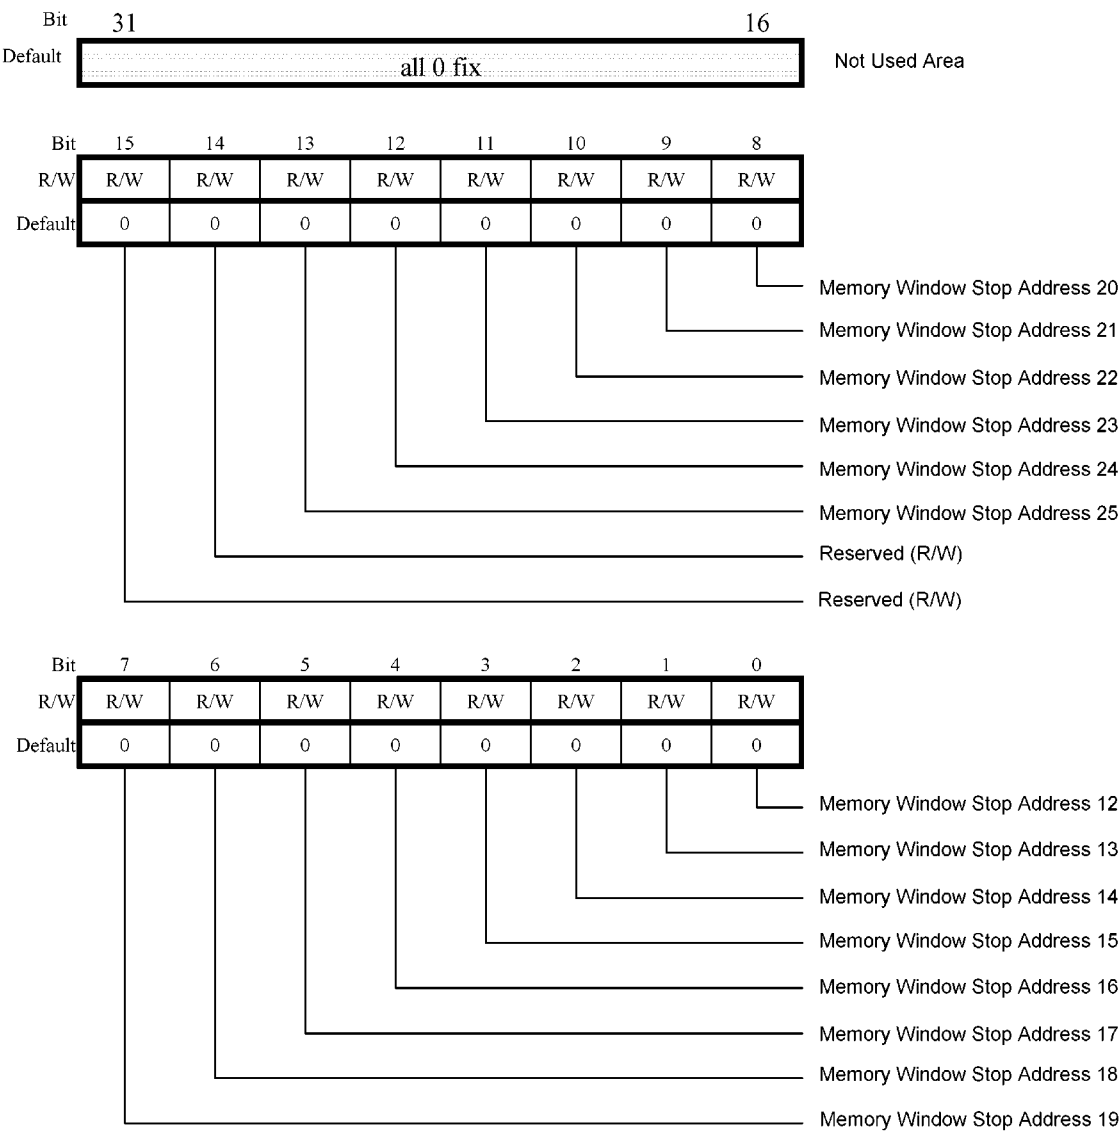 Bit 31 16
Default all 0 fix Not Used Area
Bit 15 14 13 12 11 10 9 8
R/W R/W R/W R/W R/W R/W R/W R/W R/W
Default 0 0 0 0 0 0 0 0
Memory Window Stop Address 20
Memory Window Stop Address 21
Memory Window Stop Address 22
Memory Window Stop Address 23
Memory Window Stop Address 24
Memory Window Stop Address 25
Reserved (R/W)
Reserved (R/W)
Bit 7 6 5 4 3 2 1 0
R/W R/W R/W R/W R/W R/W R/W R/W R/W
Default 0 0 0 0 0 0 0 0
Memory Window Stop Address 12
Memory Window Stop Address 13
Memory Window Stop Address 14
Memory Window Stop Address 15
Memory Window Stop Address 16
Memory Window Stop Address 17
Memory Window Stop Address 18
Memory Window Stop Address 19